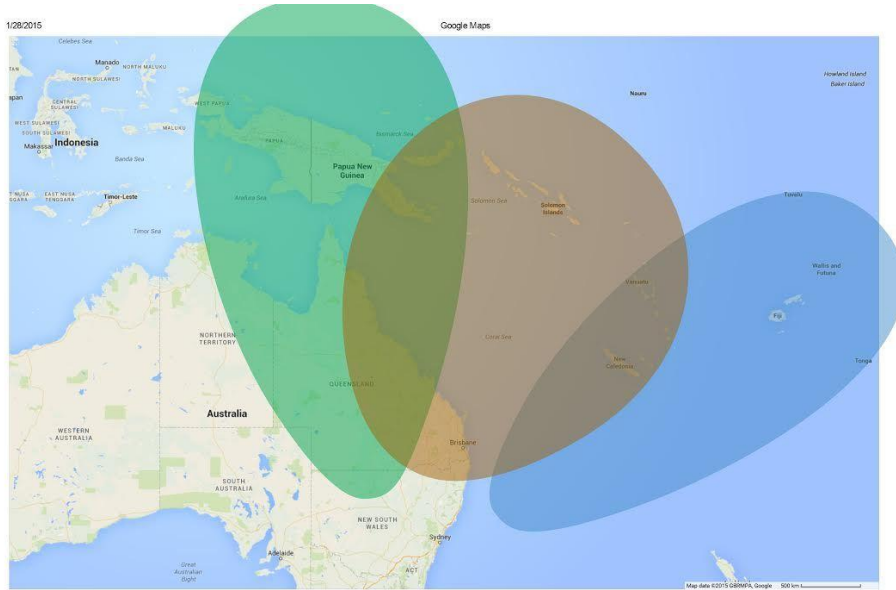 1/28/2015
Google Maps
Celebes Sea
Manado
NORTH MALUKU
NORTH SULAWESI
CENTRAL
SULAWESI
WEST SULAWESI
SOUTH SULAWESI
Makassar
Indonesia
MALUKU
WEST PAPUA
PAPUA
Banda Sea
Papua New
Guinea
Bismarck Sea
Nauru
Howland Island
Baker Island
EAST NUSA
TENGGARA
Timor-Leste
Arafura Sea
Timor Sea
Solomon Sea
Solomon
Islands
Tuvalu
Wallis and
Futuna
Vanuatu
Fiji
Coral Sea
New
Caledonia
Tonga
NORTHERN
TERRITORY
QUEENSLAND
Australia
WESTERN
AUSTRALIA
Brisbane
SOUTH
AUSTRALIA
NEW SOUTH
WALES
Sydney
Adelaide
ACT
Great
Australian
Bight
Map data ©2015 GBRMPA, Google
500 km